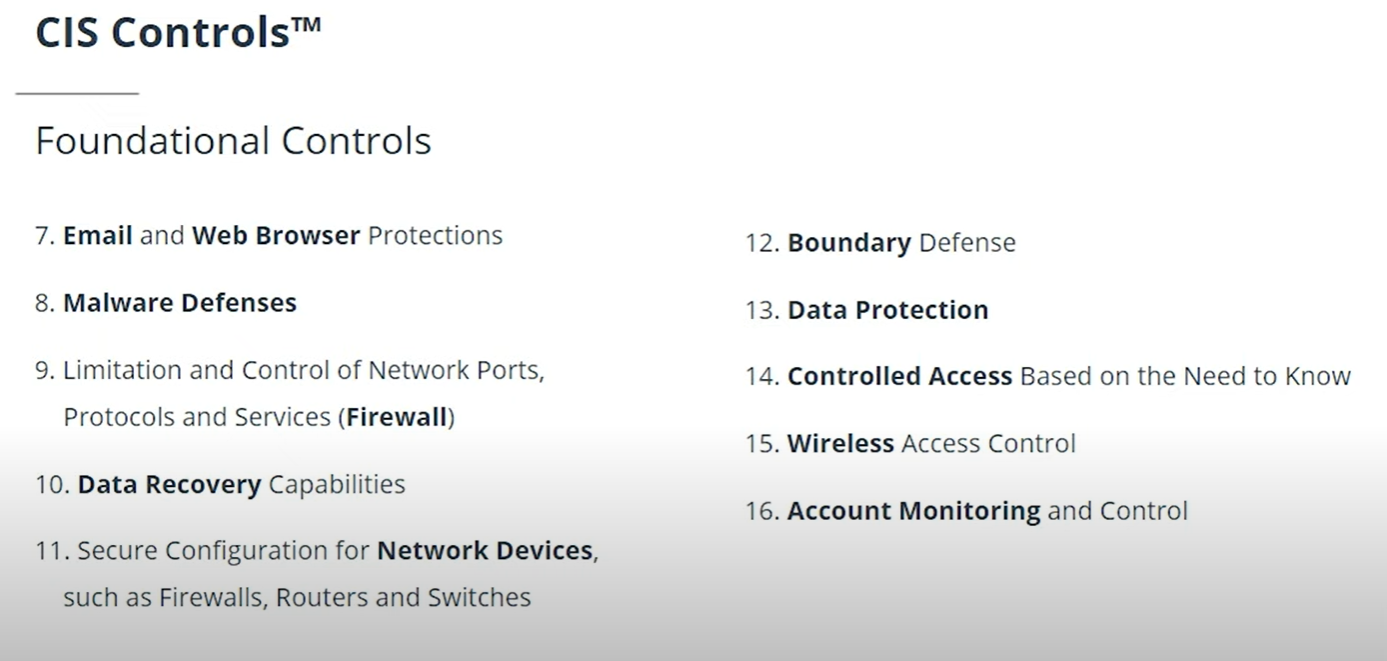 CIS Controls™
Foundational Controls
7. Email and Web Browser Protections
8. Malware Defenses
9. Limitation and Control of Network Ports,
Protocols and Services (Firewall)
10. Data Recovery Capabilities
11. Secure Configuration for Network Devices,
such as Firewalls, Routers and Switches
12. Boundary Defense
13. Data Protection
14. Controlled Access Based on the Need to Know
15. Wireless Access Control
16. Account Monitoring and Control